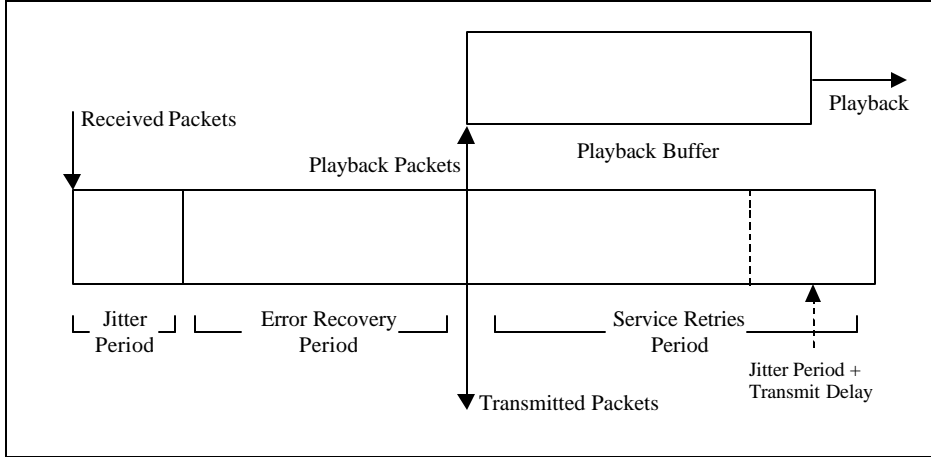 Playback
Received Packets
Playback Packets
Playback Buffer
Jitter
Period
Error Recovery
Period
Service Retries
Period
Jitter Period +
Transmit Delay
Transmitted Packets